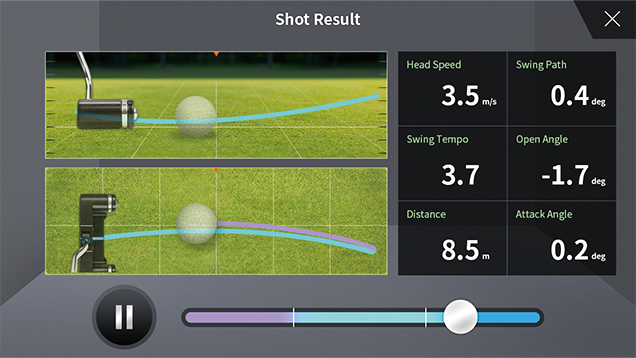 Shot Result
Head Speed
3.5 m/s
Swing Path
0.4 deg
Swing Tempo
3.7
Open Angle
-1.7 deg
Distance
8.5 m
Attack Angle
0.2 deg